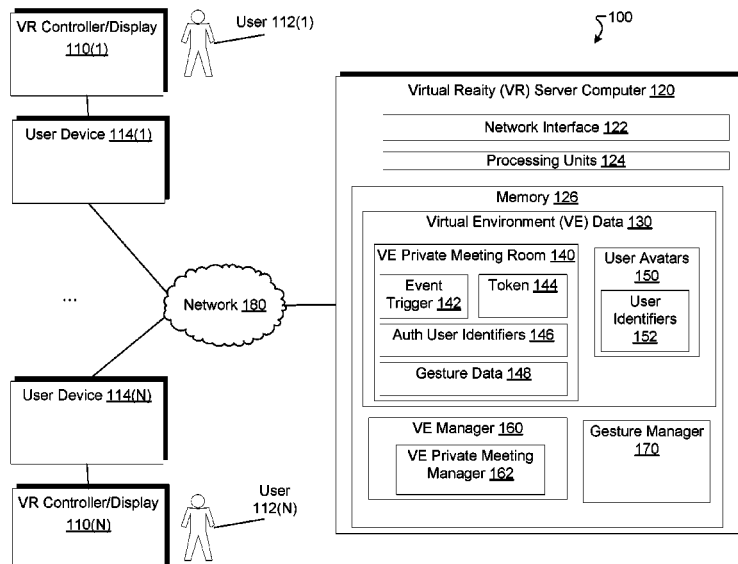 VR Controller/Display
110(1)
User 112(1)
100
User Device 114(1)
Virtual Reaity (VR) Server Computer 120
Network Interface 122
Processing Units 124
Memory 126
Virtual Environment (VE) Data 130
VE Private Meeting Room 140
Event
Trigger 142
Token 144
Auth User Identifiers 146
Gesture Data 148
User Avatars
150
User
Identifiers
152
...
Network 180
User Device 114(N)
VE Manager 160
VE Private Meeting
Manager 162
Gesture Manager
170
VR Controller/Display
110(N)
User
112(N)